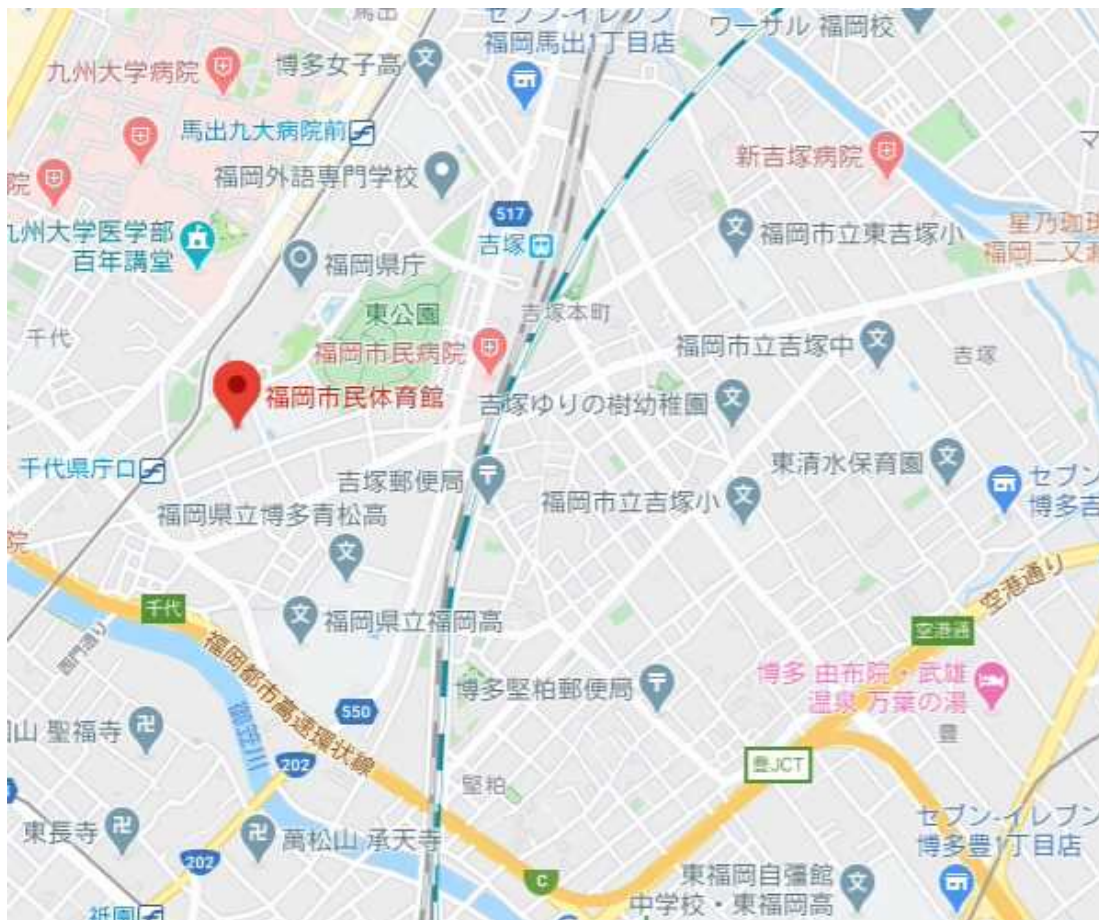 馬出
セブン-イレブン
福岡馬出1丁目店
ワーサル 福岡校
九州大学病院
博多女子高
馬出九大病院前
福岡外語専門学校
新吉塚病院
院
517
吉塚
福岡市立東吉塚小
星乃珈琲
福岡二又瀬
マ
九州大学医学部
百年講堂
福岡県庁
東公園
吉塚本町
千代
福岡市民病院
福岡市立吉塚中
吉塚
福岡市民体育館
吉塚ゆりの樹幼稚園
千代県庁口
東清水保育園
吉塚郵便局
福岡市立吉塚小
セブン
博多吉
福岡県立博多青松高
院
千代
福岡県立福岡高
空港通り
空港通
福岡都市高速環状線
御笠川
博多堅粕郵便局
博多 由布院・武雄
温泉 万葉の湯
550
山 聖福寺
豊
202
豊JCT
堅粕
東長寺
萬松山 承天寺
セブン-イレブン
博多豊1丁目店
202
C
東福岡自彊館
中学校・東福岡高
祇園